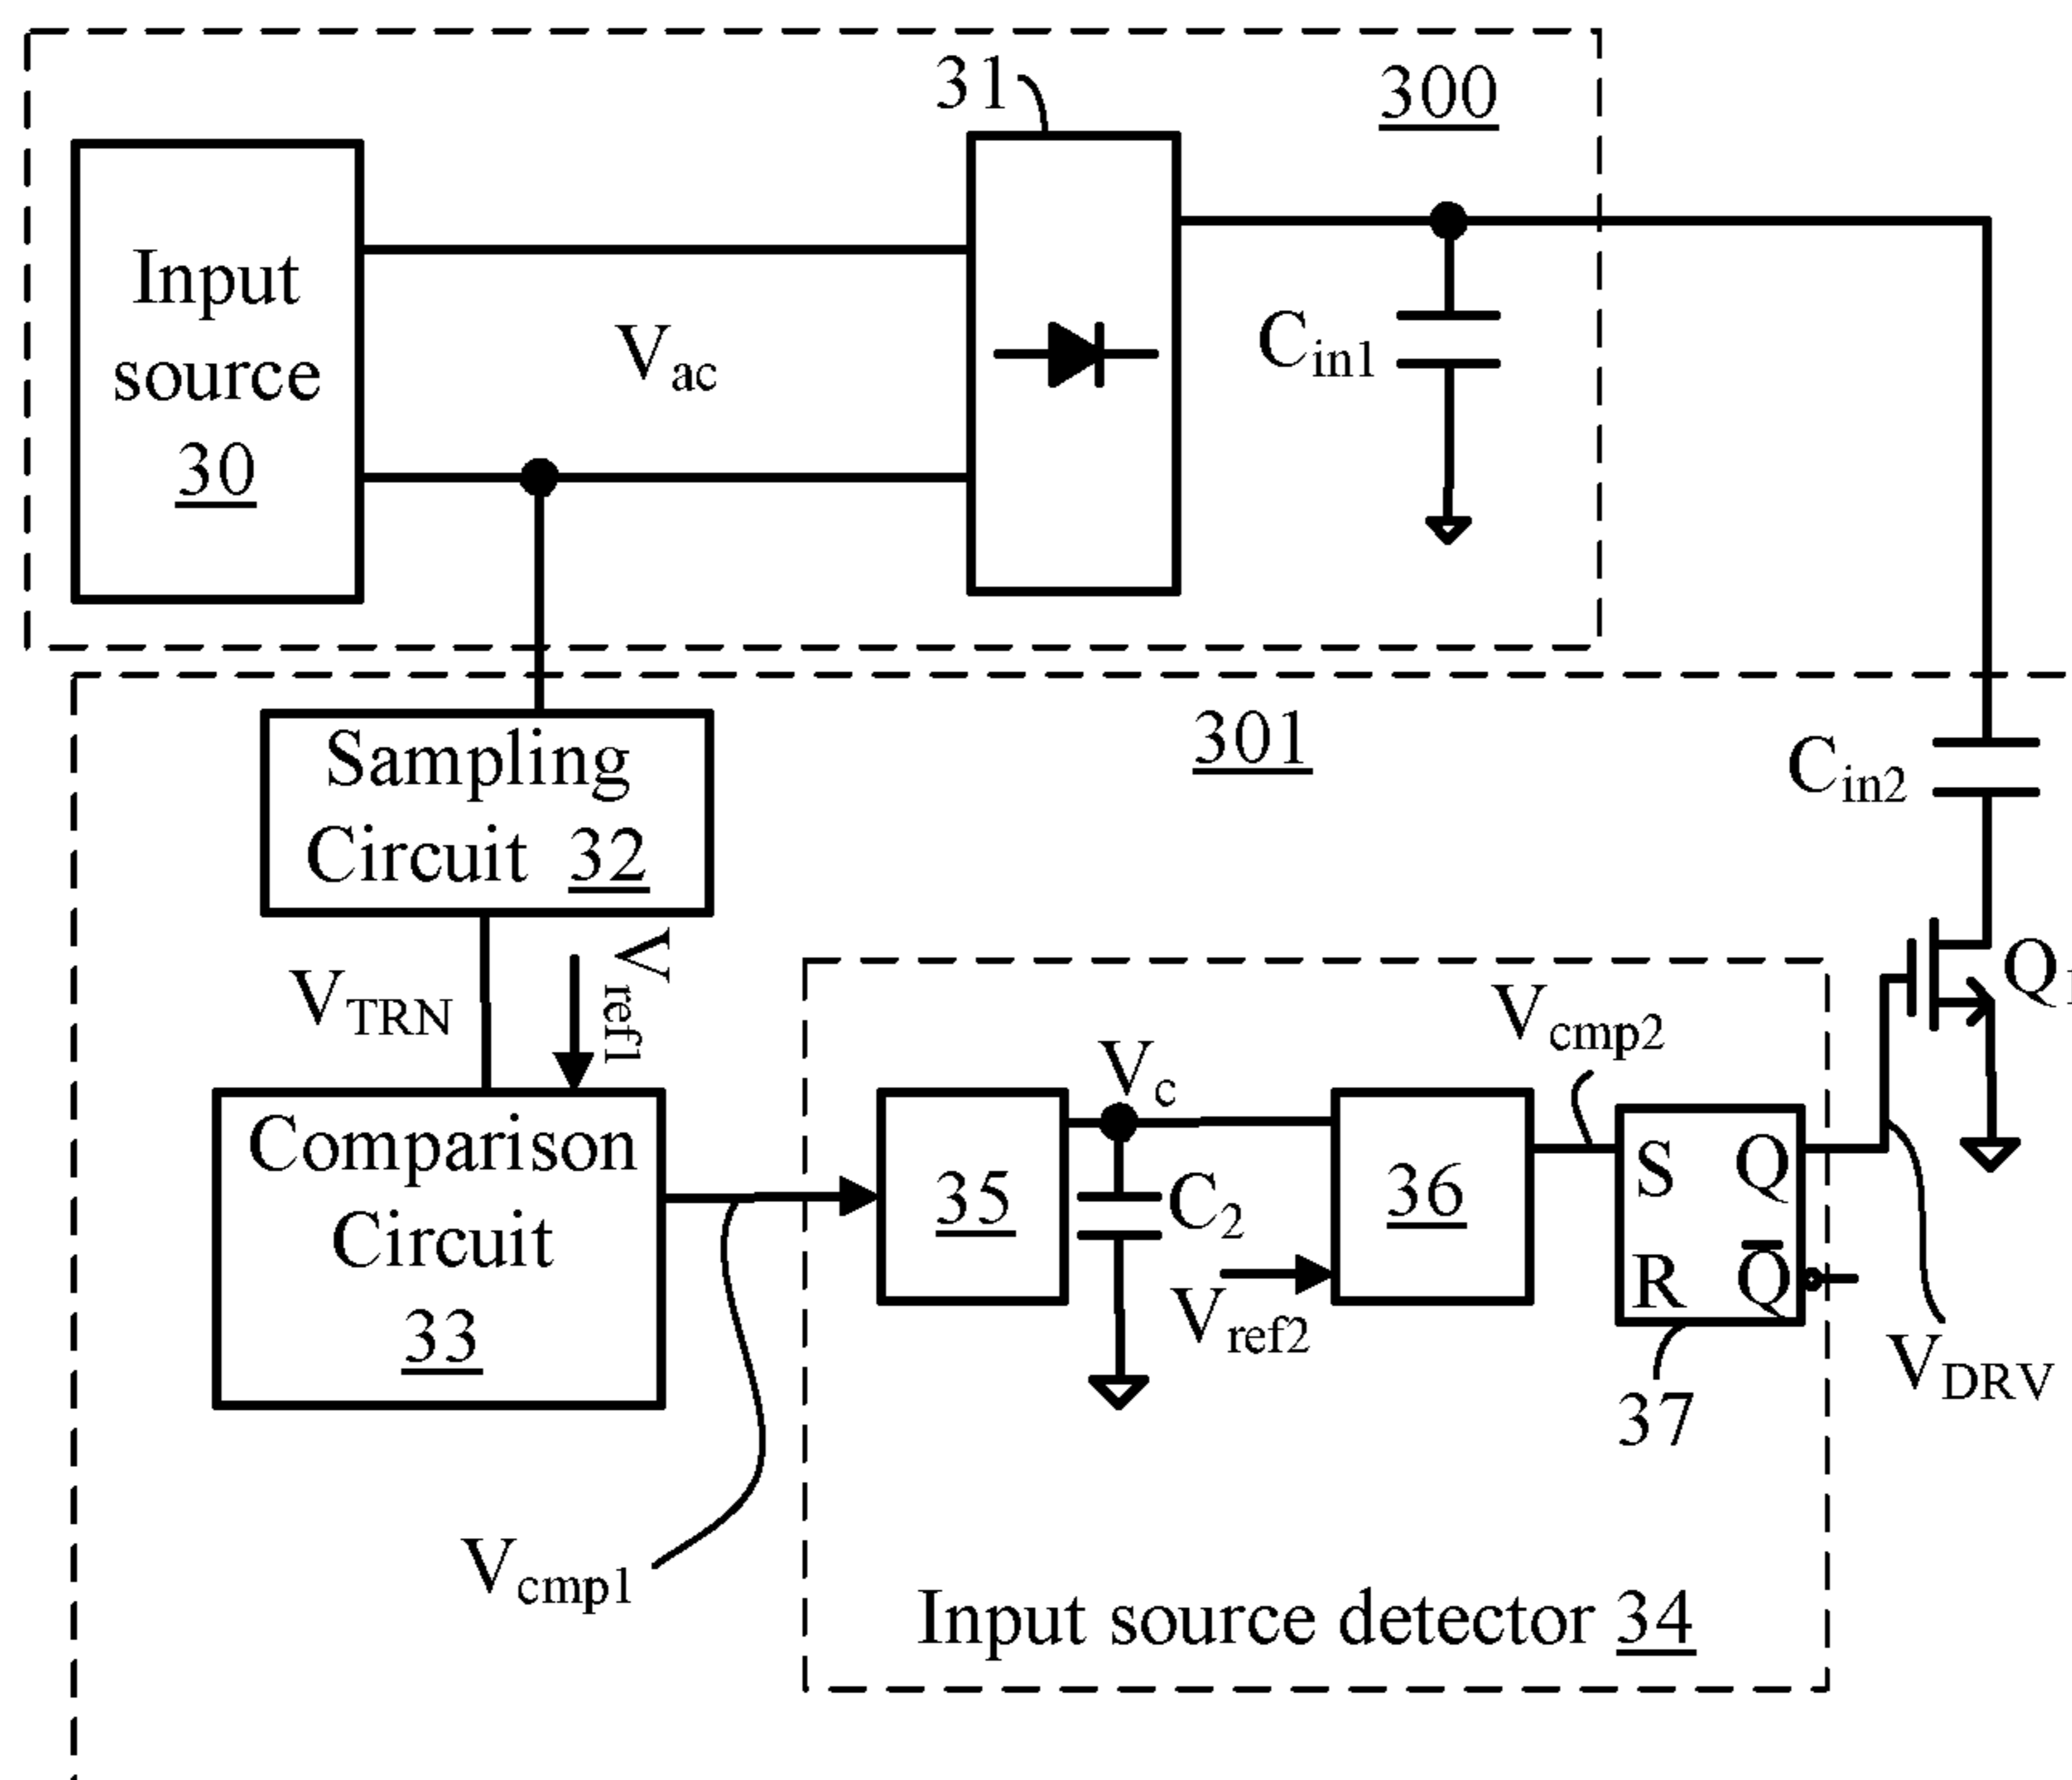 31
300
Input
source
30
Vac
Cin1
Sampling
Circuit 32
301
Cin2
VTRN
Vref1
Q1
Vcmp2
Vc
Comparison
Circuit
33
35
C2
36
Vref2
S Q
R Q̅
37
VDRV
Vcmp1
Input source detector 34